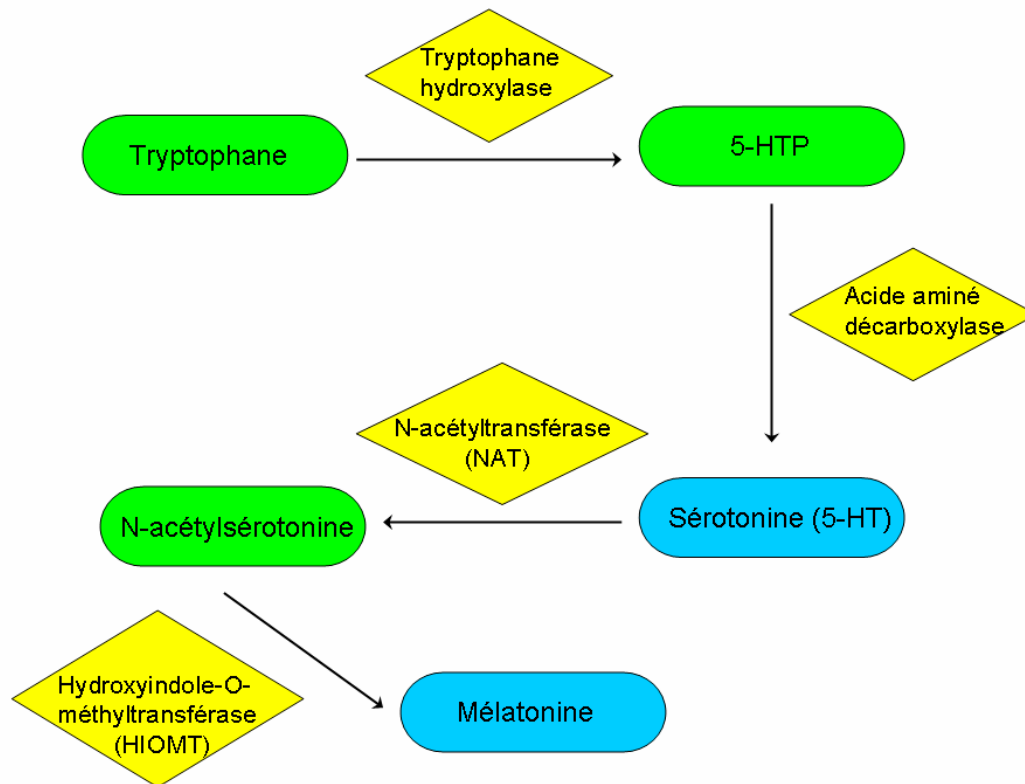 Tryptophane
hydroxylase
Tryptophane
5-HTP
Acide aminé
décarboxylase
N-acétyltransférase
(NAT)
N-acétylsérotonine
Sérotonine (5-HT)
Hydroxyindole-O-
méthyltransférase
(HIOMT)
Mélatonine